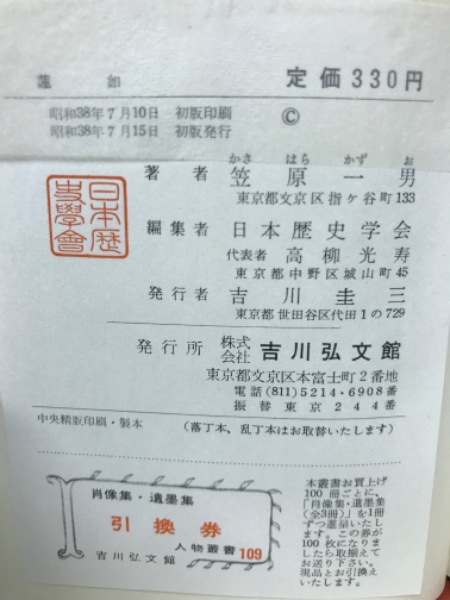 蓮如
定価330円
昭和38年7月10日 初版印刷
昭和38年7月15日 初版発行
©
かさ はら かず お
著者 笠原一男
東京都文京区指ヶ谷町133
日本歴史學會
編集者 日本歴史学会
代表者 高柳光寿
東京都中野区城山町45
発行者 吉川圭三
東京都世田谷区代田1の729
発行所 株式会社 吉川弘文館
東京都文京区本富士町2番地
電話(811)5214・6908番
振替東京244番
中央精版印刷・製本
(落丁本、乱丁本はお取替いたします)
肖像集・遺墨集
引換券
人物叢書 109
吉川弘文館
本叢書お買上げ
100冊ごとに、
「肖像集・遺墨集
(全3冊)」を1冊
ずつ進呈いたしま
す。この券が
100枚になりま
したら取揃えて
お送り下さい。
現品とお引換え
いたします。